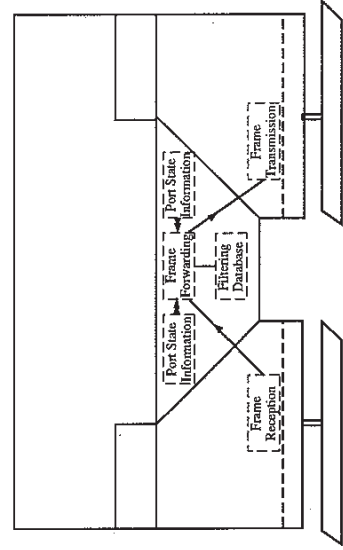 Port State
Information
Frame
Forwarding
Port State
Information
Filtering
Database
Frame
Reception
Frame
Transmission